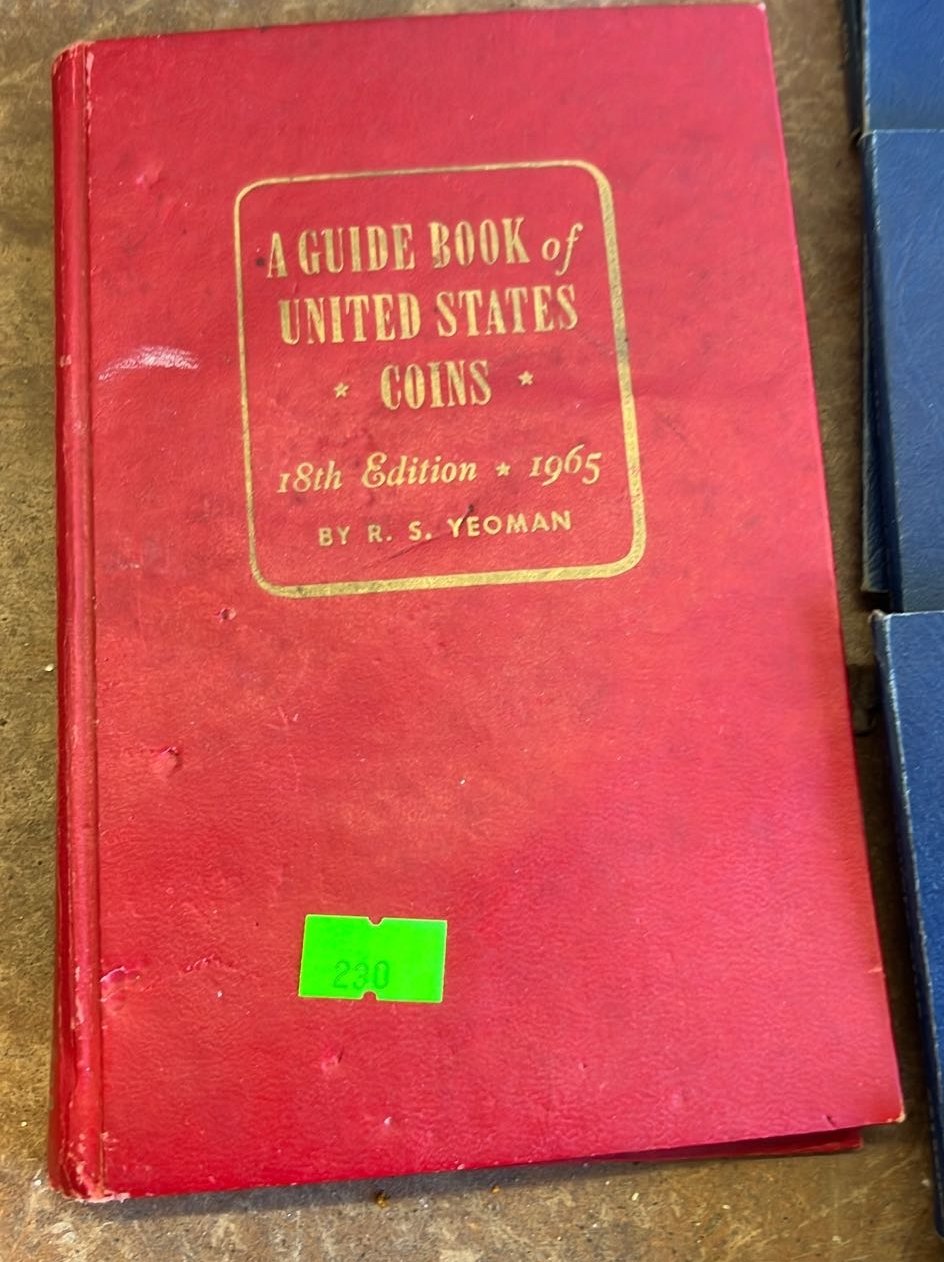 A GUIDE BOOK of
UNITED STATES
★ COINS ★
18th Edition ★ 1965
BY R. S. YEOMAN
230